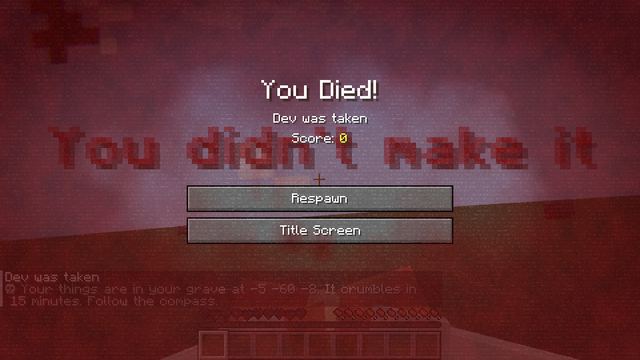 You Died!
Dev was taken
Score: 0
You didn't make it
Respawn
Title Screen
Dev was taken
Your things are in your grave at -5 -60 -8. It crumbles in
15 minutes. Follow the compass.